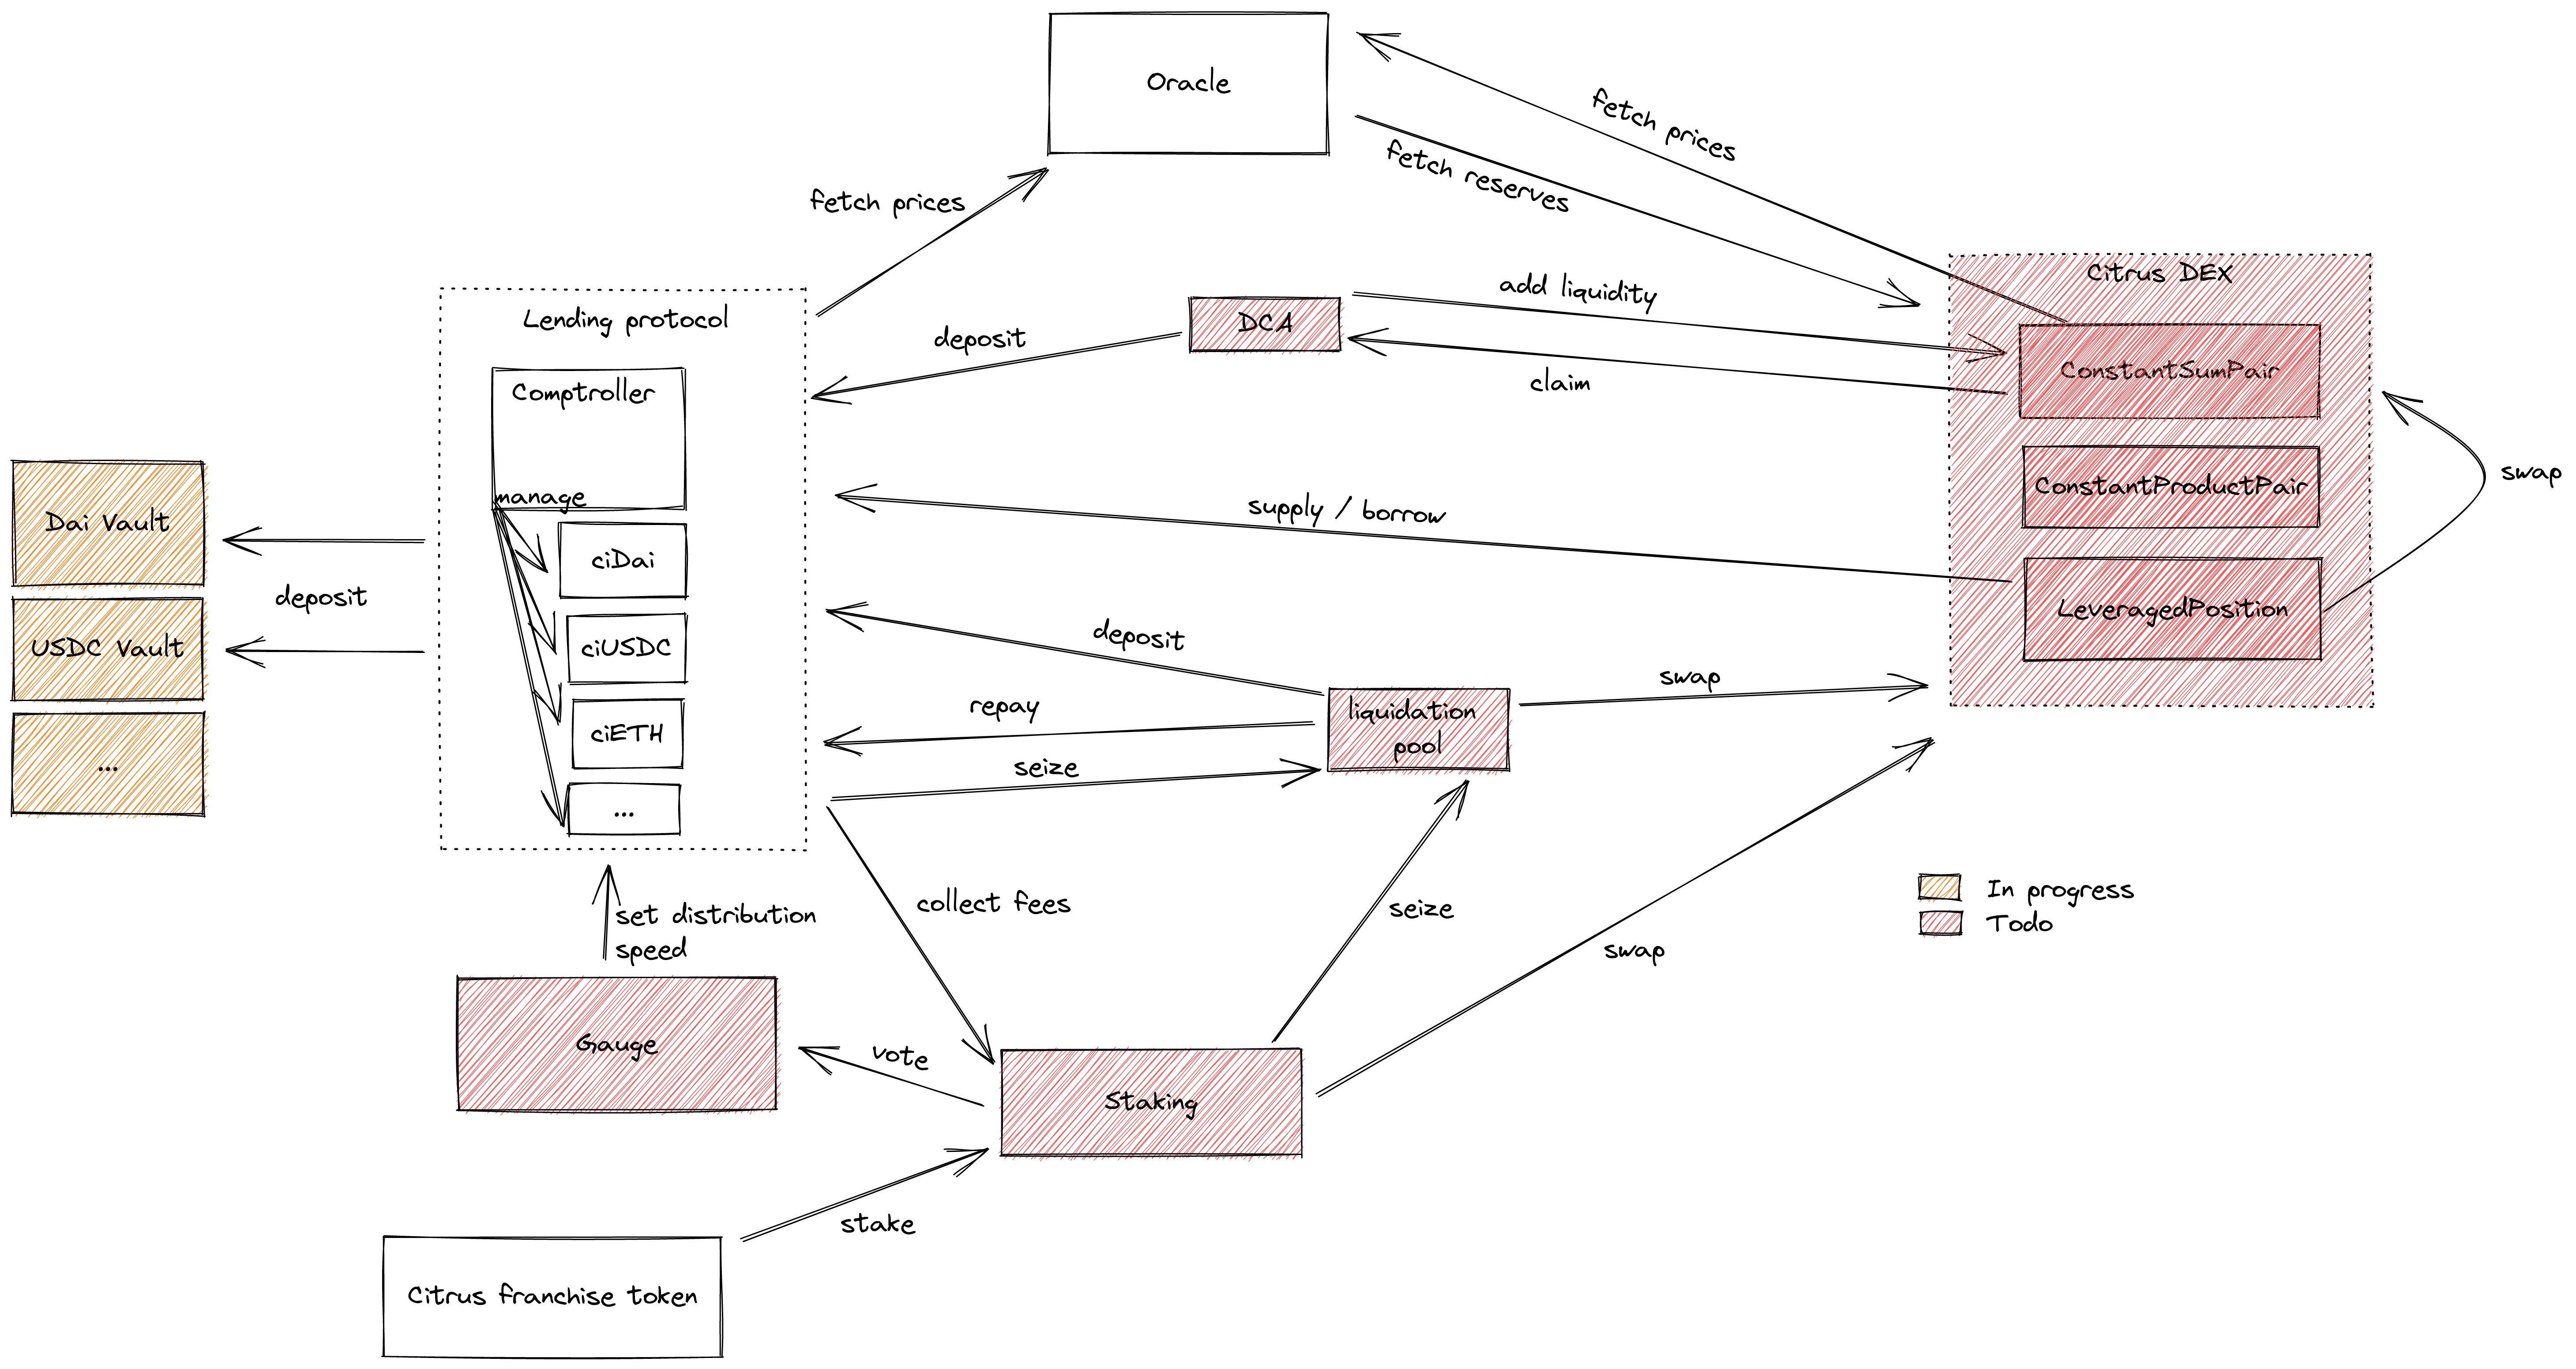 Oracle
fetch prices
fetch reserves
fetch prices
Citrus DEX
add liquidity
Lending protocol
DCA
deposit
ConstantSumPair
claim
Comptroller
swap
manage
ConstantProductPair
supply / borrow
Dai Vault
ciDai
deposit
LeveragedPosition
deposit
USDC Vault
ciUSDC
swap
repay
liquidation
pool
ciETH
...
seize
...
In progress
collect fees
seize
set distribution
speed
Todo
swap
Gauge
vote
Staking
stake
Citrus franchise token